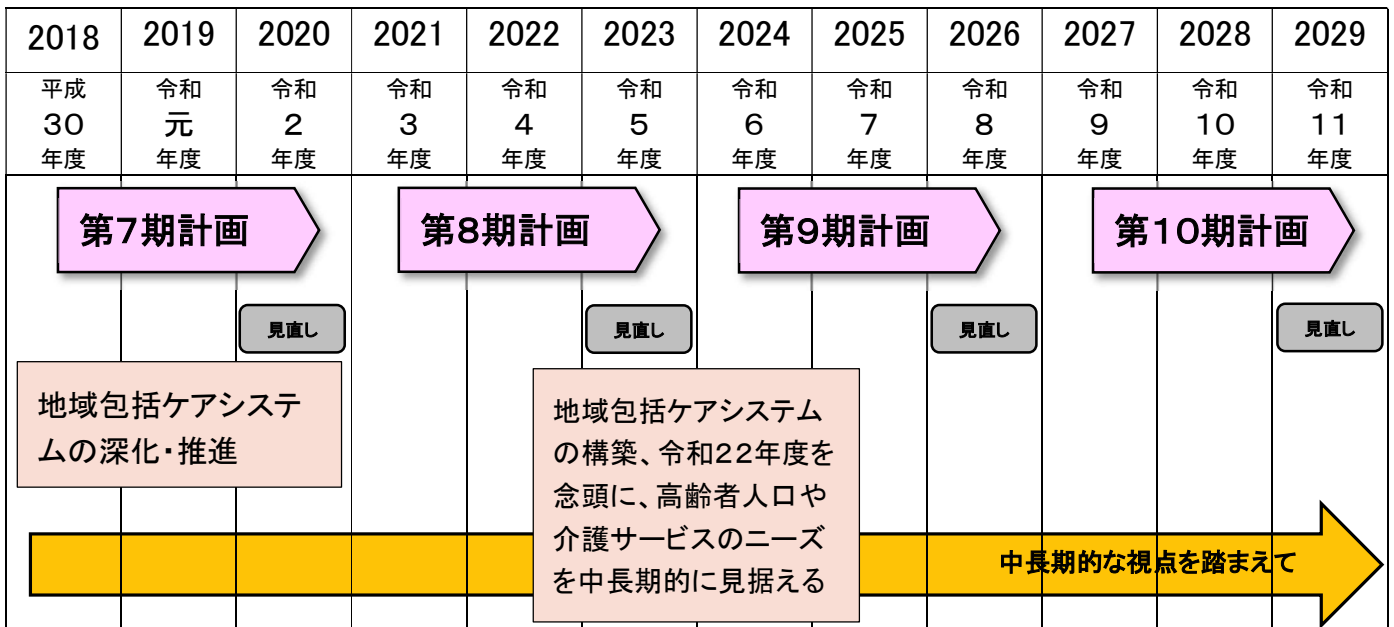 2018 2019 2020 2021 2022 2023 2024 2025 2026 2027 2028 2029
平成 令和 令和 令和 令和 令和 令和 令和 令和 令和 令和 令和
30 元 2 3 4 5 6 7 8 9 10 11
年度 年度 年度 年度 年度 年度 年度 年度 年度 年度 年度 年度
第7期計画 第8期計画 第9期計画 第10期計画
見直し 見直し 見直し 見直し
地域包括ケアシステ
ムの深化・推進
地域包括ケアシステム
の構築、令和22年度を
念頭に、高齢者人口や
介護サービスのニーズ
を中長期的に見据える
中長期的な視点を踏まえて